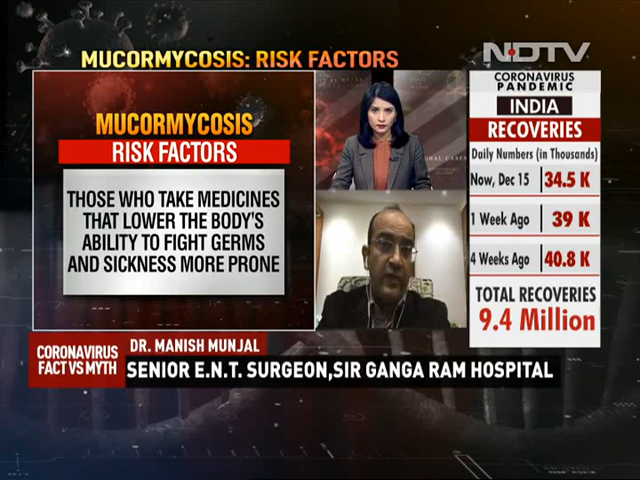 MUCORMYCOSIS: RISK FACTORS
NDTV
MUCORMYCOSIS
RISK FACTORS
THOSE WHO TAKE MEDICINES
THAT LOWER THE BODY'S
ABILITY TO FIGHT GERMS
AND SICKNESS MORE PRONE
CORONAVIRUS
PANDEMIC
INDIA
RECOVERIES
Daily Numbers (in Thousands)
Now, Dec 15 34.5 K
1 Week Ago 39 K
4 Weeks Ago 40.8 K
TOTAL RECOVERIES
9.4 Million
CORONAVIRUS
FACT VS MYTH
DR. MANISH MUNJAL
SENIOR E.N.T. SURGEON,SIR GANGA RAM HOSPITAL